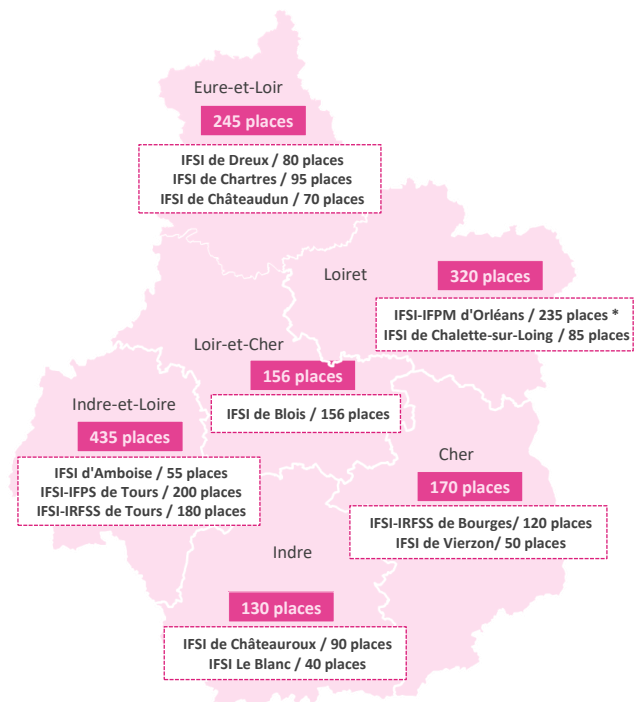 Eure-et-Loir
245 places
IFSI de Dreux / 80 places
IFSI de Chartres / 95 places
IFSI de Châteaudun / 70 places
Loiret
320 places
IFSI-IFPM d'Orléans / 235 places *
IFSI de Chalette-sur-Loing / 85 places
Loir-et-Cher
156 places
IFSI de Blois / 156 places
Indre-et-Loire
435 places
IFSI d'Amboise / 55 places
IFSI-IFPS de Tours / 200 places
IFSI-IRFSS de Tours / 180 places
Cher
170 places
IFSI-IRFSS de Bourges/ 120 places
IFSI de Vierzon/ 50 places
Indre
130 places
IFSI de Châteauroux / 90 places
IFSI Le Blanc / 40 places